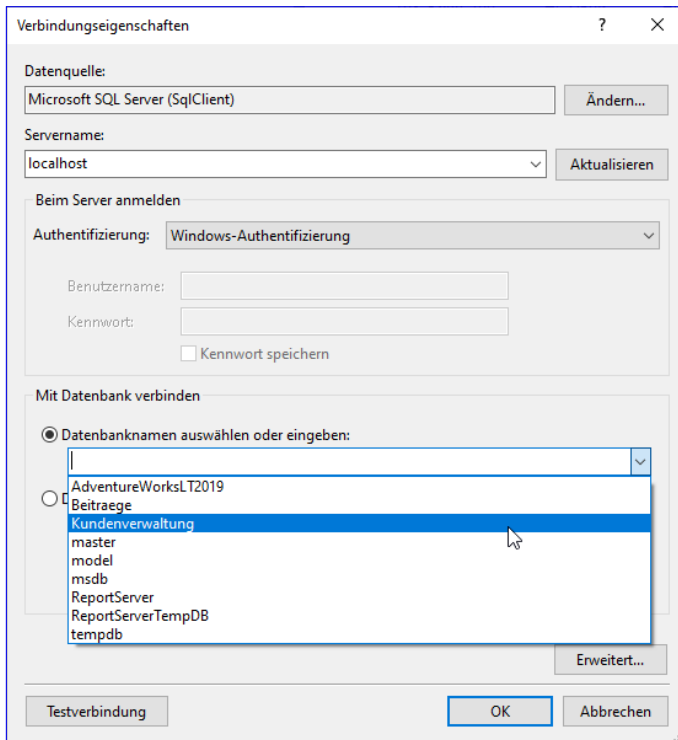 Verbindungseigenschaften ? ×
Datenquelle:
Microsoft SQL Server (SqlClient) Ändern...
Servername:
localhost Aktualisieren
Beim Server anmelden
Authentifizierung: Windows-Authentifizierung
Benutzername:
Kennwort:
Kennwort speichern
Mit Datenbank verbinden
Datenbanknamen auswählen oder eingeben:
AdventureWorksLT2019
Beitraege
Kundenverwaltung
master
model
msdb
ReportServer
ReportServerTempDB
tempdb
Erweitert...
Testverbindung OK Abbrechen